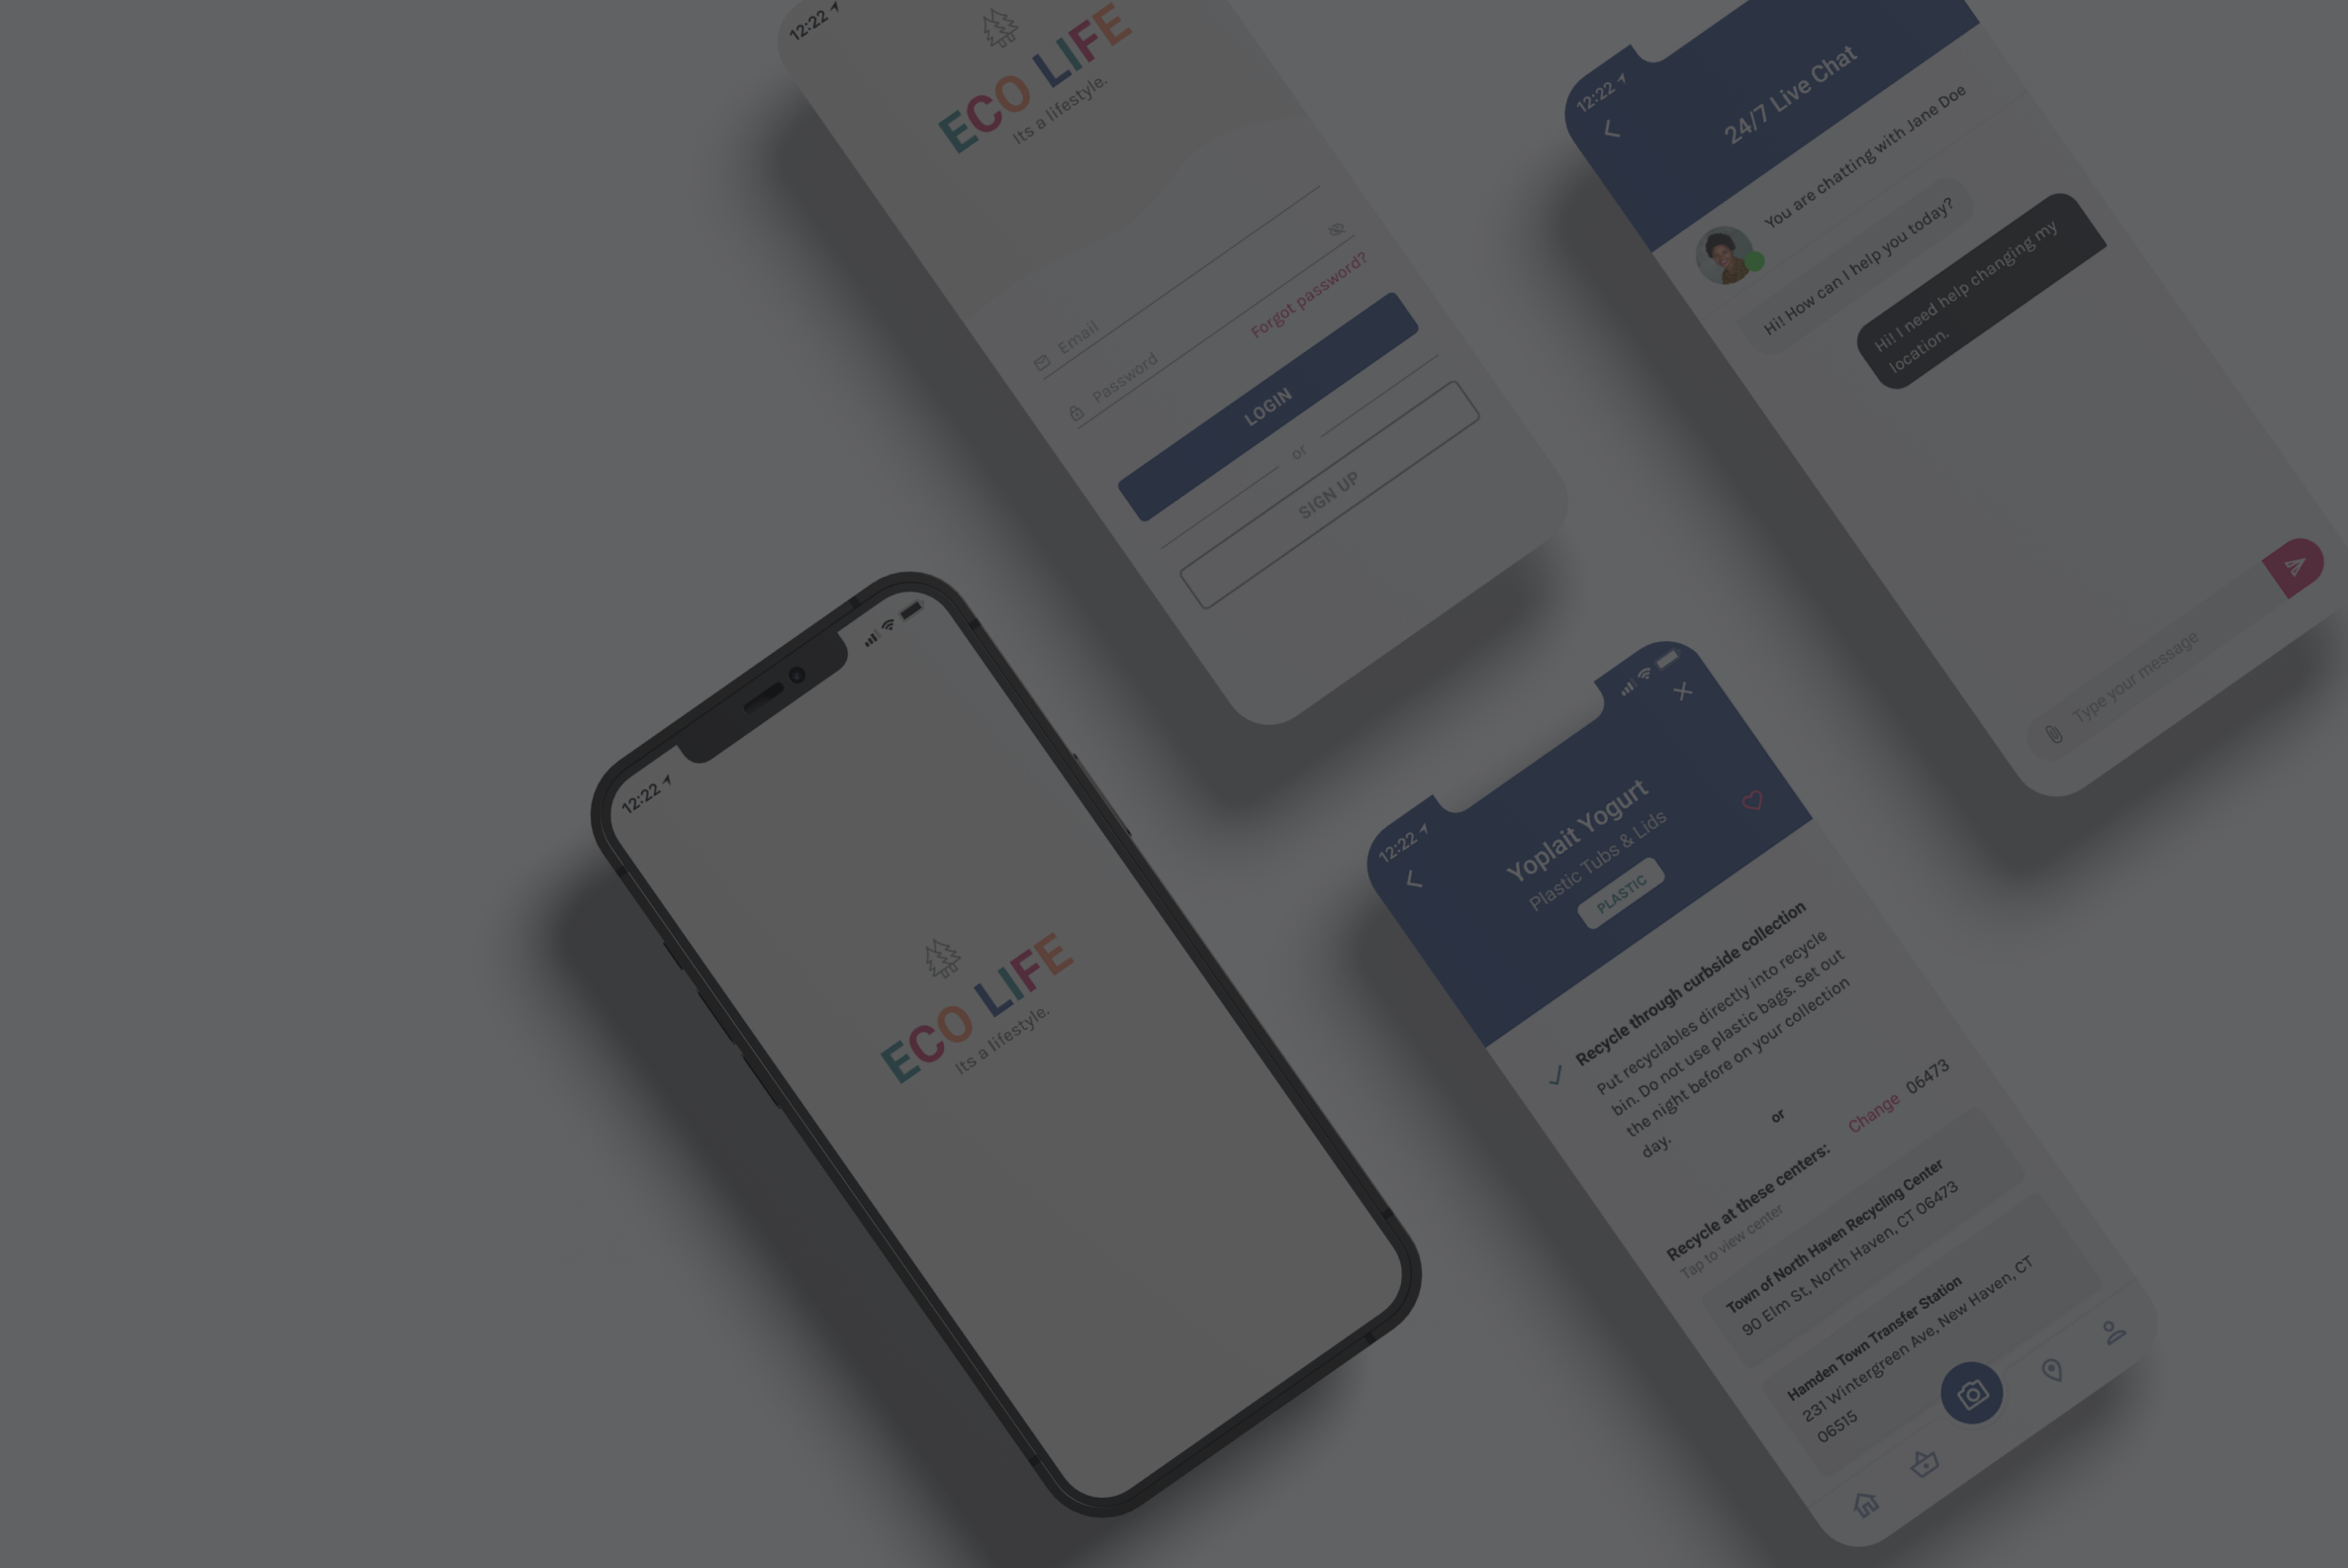 12:22
ECO LIFE
Its a lifestyle.
Email
Password
Forgot password?
LOGIN
or
SIGN UP
12:22
24/7 Live Chat
You are chatting with Jane Doe
Hi! How can I help you today?
Hi! I need help changing my
location.
Type your message
12:22
ECO LIFE
Its a lifestyle.
12:22
Yoplait Yogurt
Plastic Tubs & Lids
PLASTIC
Recycle through curbside collection
Put recyclables directly into recycle
bin. Do not use plastic bags. Set out
the night before on your collection
day.
or
Recycle at these centers:
Change 06473
Tap to view center
Town of North Haven Recycling Center
90 Elm St, North Haven, CT 06473
Hamden Town Transfer Station
231 Wintergreen Ave, New Haven, CT
06515